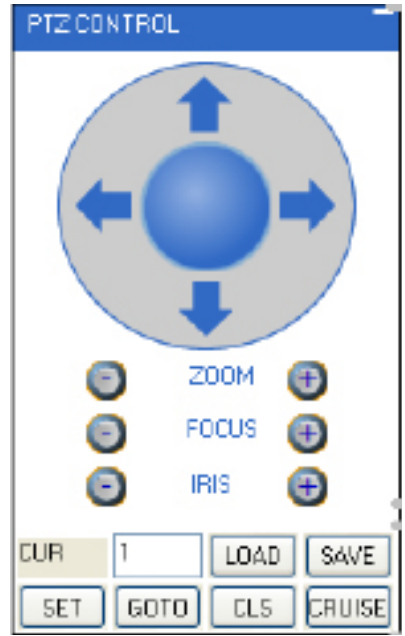 PTZ CONTROL
- ZOOM +
- FOCUS +
- IRIS +
CUR 1 LOAD SAVE
SET GOTO CLS CRUISE